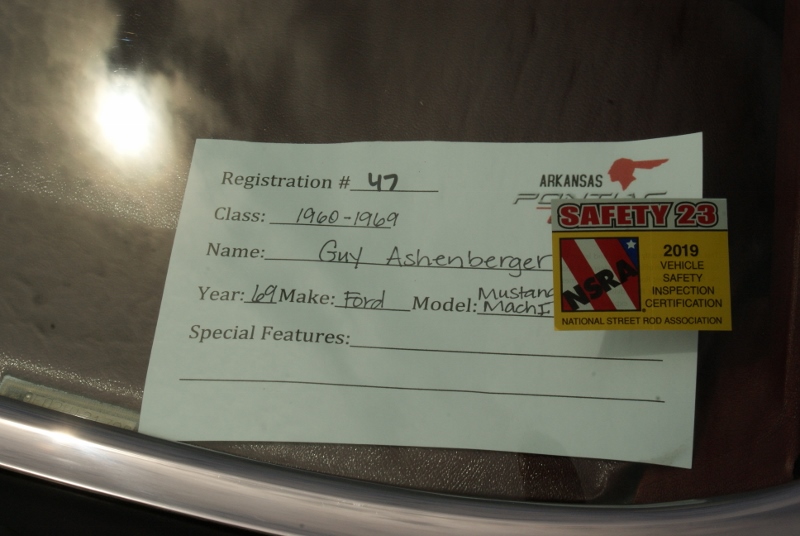 Registration # 47
ARKANSAS
PONTIAC
Class: 1960-1969
SAFETY 23
Name: Guy Ashenberger
2019
VEHICLE
SAFETY
INSPECTION
CERTIFICATION
NSRA
NATIONAL STREET ROD ASSOCIATION
Year: 69 Make: Ford Model: Mustang
Mach I
Special Features: